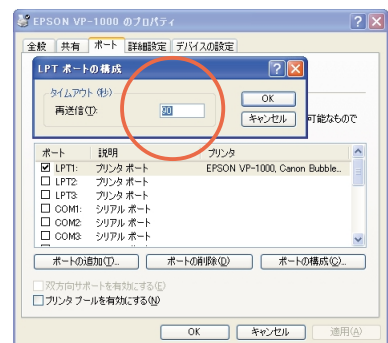 EPSON VP-1000 のプロパティ
全般 共有 ポート 詳細設定 デバイスの設定
LPT ポートの構成
タイムアウト (秒)
再送信(T): 90
OK
キャンセル
可能なもので
ポート 説明 プリンタ
LPT1: プリンタ ポート EPSON VP-1000, Canon Bubble...
LPT2: プリンタ ポート
LPT3: プリンタ ポート
COM1: シリアル ポート
COM2: シリアル ポート
COM3: シリアル ポート
ポートの追加(T)... ポートの削除(D) ポートの構成(C)...
双方向サポートを有効にする(E)
プリンタ プールを有効にする(N)
OK キャンセル 適用(A)